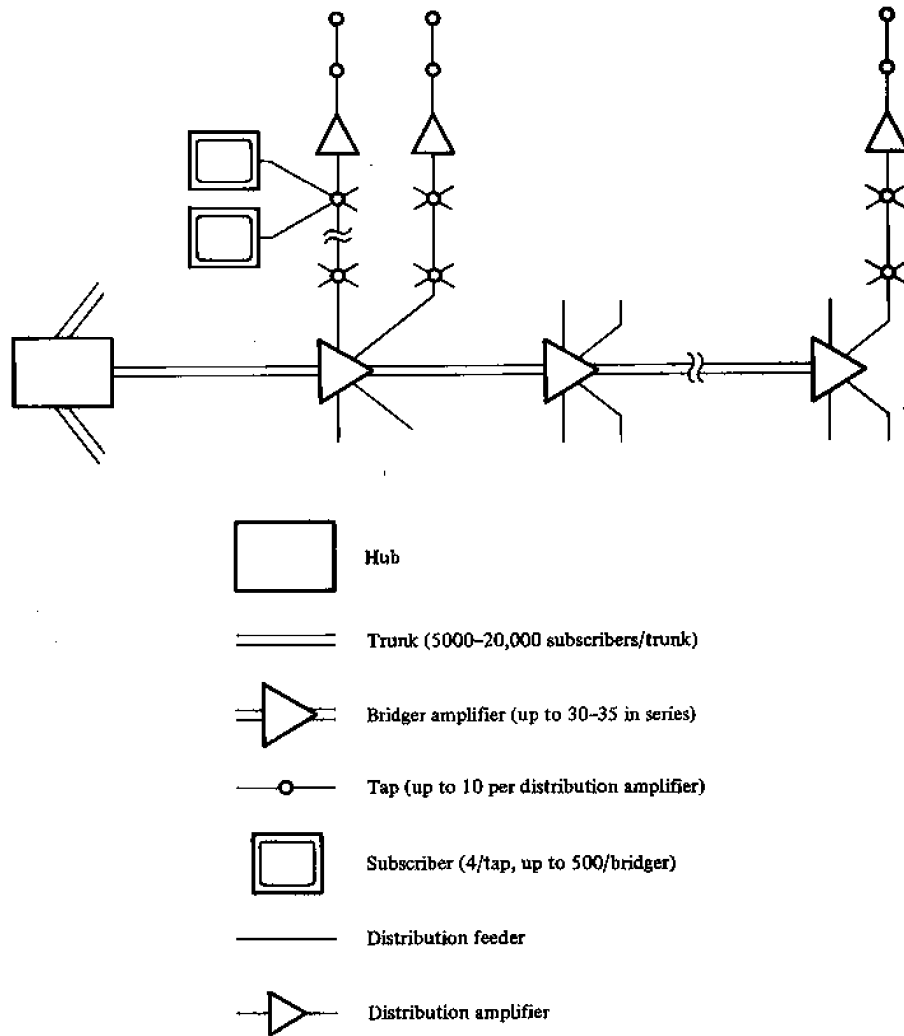 Hub
Trunk (5000–20,000 subscribers/trunk)
Bridger amplifier (up to 30–35 in series)
Tap (up to 10 per distribution amplifier)
Subscriber (4/tap, up to 500/bridger)
Distribution feeder
Distribution amplifier